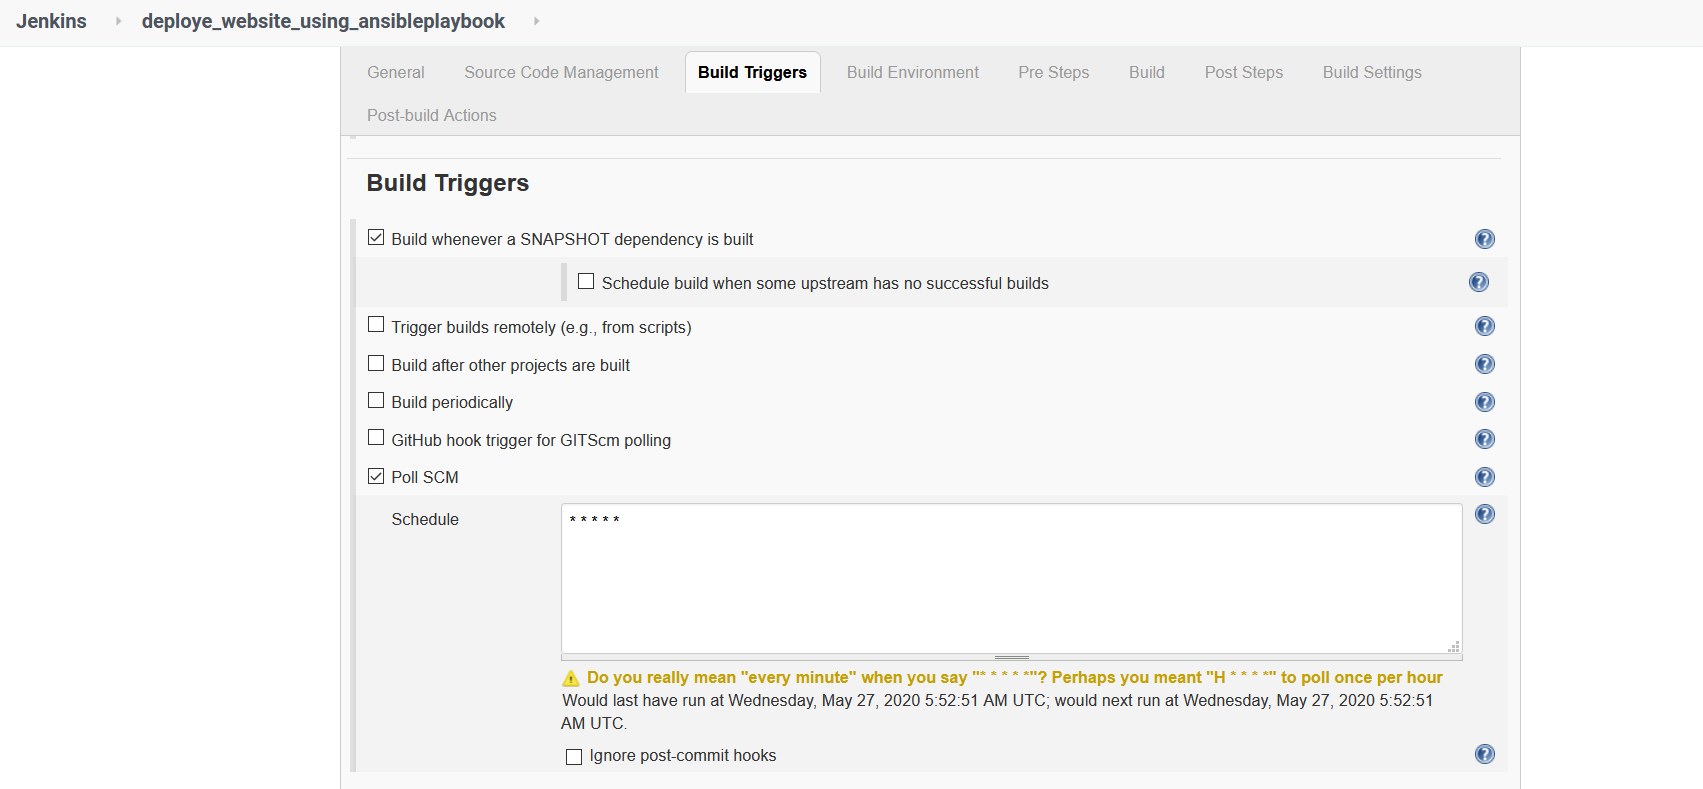 Jenkins deploye_website_using_ansibleplaybook
General Source Code Management Build Triggers Build Environment Pre Steps Build Post Steps Build Settings
Post-build Actions
Build Triggers
Build whenever a SNAPSHOT dependency is built
Schedule build when some upstream has no successful builds
Trigger builds remotely (e.g., from scripts)
Build after other projects are built
Build periodically
GitHub hook trigger for GITScm polling
Poll SCM
Schedule * * * * *
Do you really mean "every minute" when you say "* * * * *"? Perhaps you meant "H * * * *" to poll once per hour
Would last have run at Wednesday, May 27, 2020 5:52:51 AM UTC; would next run at Wednesday, May 27, 2020 5:52:51
AM UTC.
Ignore post-commit hooks